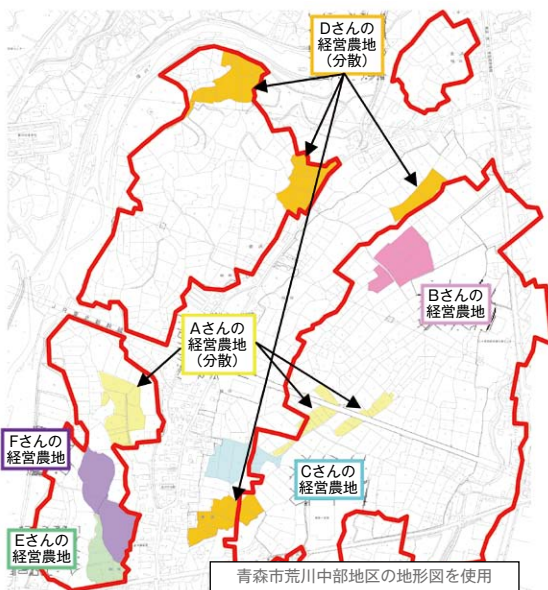 Dさんの
経営農地
(分散)
Bさんの
経営農地
Aさんの
経営農地
(分散)
Fさんの
経営農地
Cさんの
経営農地
Eさんの
経営農地
青森市荒川中部地区の地形図を使用